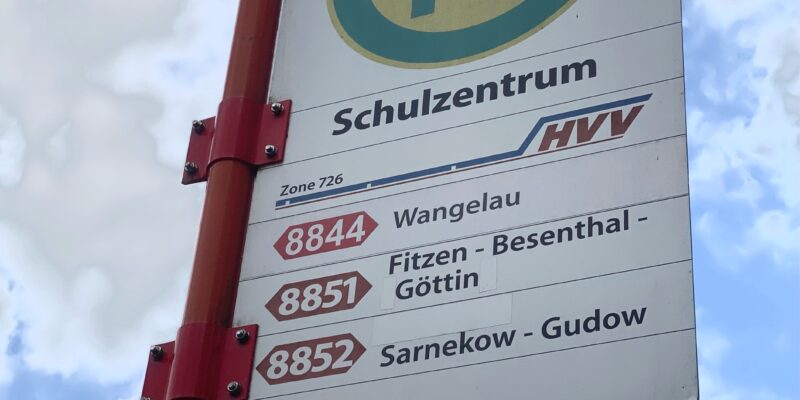 Schulzentrum
HVV
Zone 726
8844 Wangelau
8851 Fitzen - Besenthal -
Göttin
8852 Sarnekow - Gudow